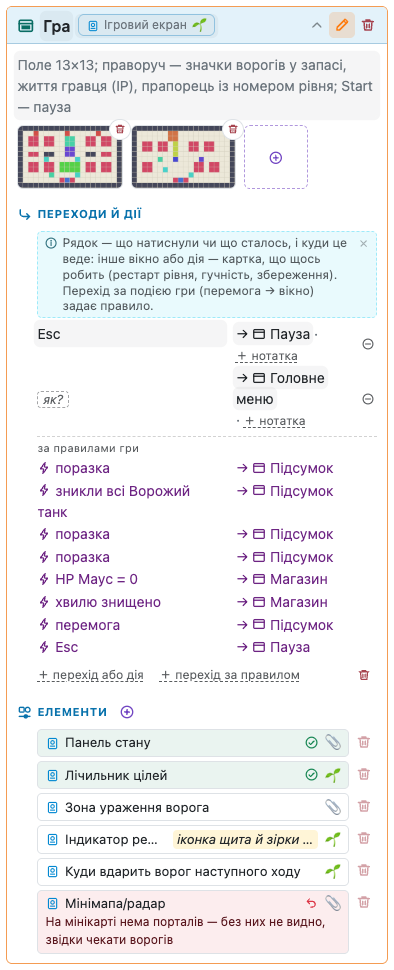 Гра
Ігровий екран
Поле 13×13; праворуч — значки ворогів у запасі,
життя гравця (IP), прапорець із номером рівня; Start
— пауза
ПЕРЕХОДИ Й ДІЇ
Рядок — що натиснули чи що сталось, і куди це
веде: інше вікно або дія — картка, що щось
робить (рестарт рівня, гучність, збереження).
Перехід за подією гри (перемога → вікно)
задає правило.
Esc → Пауза ·
+ нотатка
як? → Головне
меню
· + нотатка
за правилами гри
поразка → Підсумок
зникли всі Ворожий → Підсумок
танк
поразка → Підсумок
поразка → Підсумок
HP Маус = 0 → Магазин
хвилю знищено → Магазин
перемога → Підсумок
Esc → Пауза
+ перехід або дія + перехід за правилом
ЕЛЕМЕНТИ
Панель стану
Лічильник цілей
Зона ураження ворога
Індикатор ре... іконка щита й зірки ...
Куди вдарить ворог наступного ходу
Мінімапа/радар
На мінікарті нема порталів — без них не видно,
звідки чекати ворогів